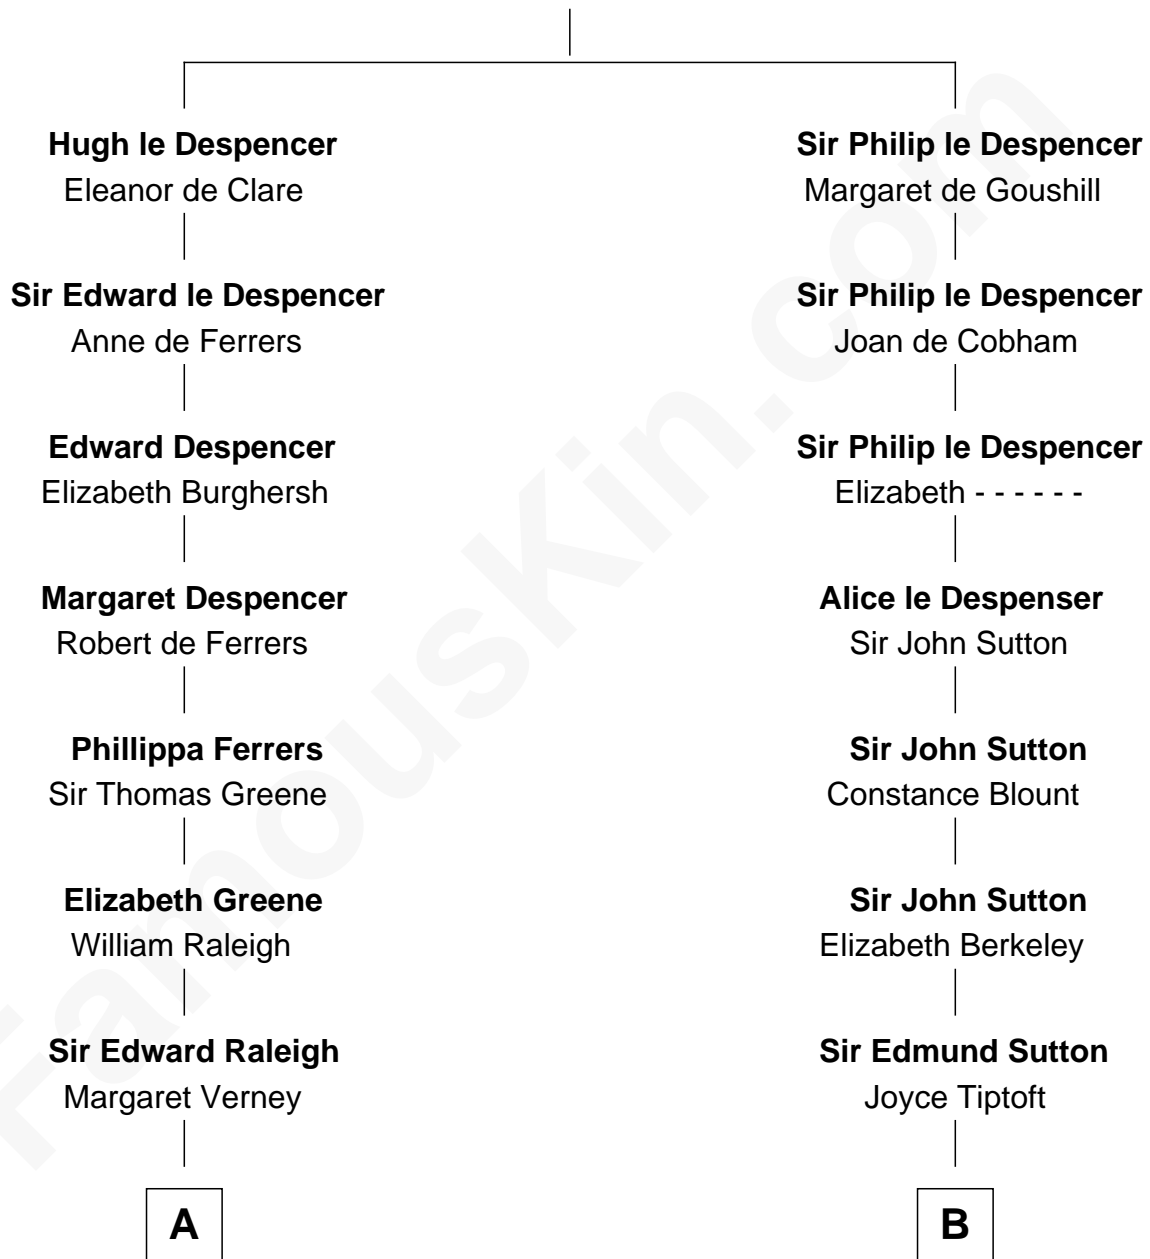 Hugh le Despencer
Eleanor de Clare
Sir Edward le Despencer
Anne de Ferrers
Edward Despencer
Elizabeth Burghersh
Margaret Despencer
Robert de Ferrers
Phillippa Ferrers
Sir Thomas Greene
Elizabeth Greene
William Raleigh
Sir Edward Raleigh
Margaret Verney
A
Sir Philip le Despencer
Margaret de Goushill
Sir Philip le Despencer
Joan de Cobham
Sir Philip le Despencer
Elizabeth - - - - - -
Alice le Despenser
Sir John Sutton
Sir John Sutton
Constance Blount
Sir John Sutton
Elizabeth Berkeley
Sir Edmund Sutton
Joyce Tiptoft
B
FamousKin.com